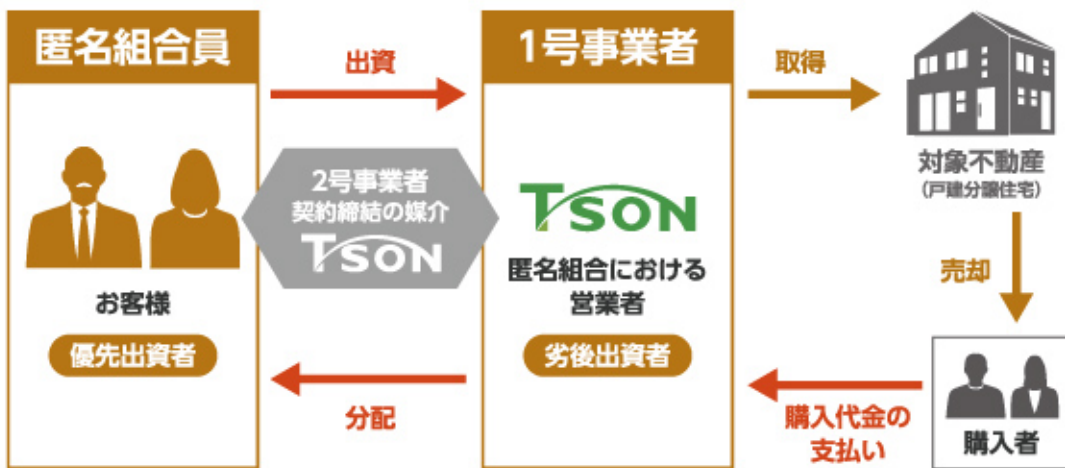 匿名組合員
出資
1号事業者
取得
2号事業者
契約締結の媒介
TSON
TSON
匿名組合における
営業者
対象不動産
(戸建分譲住宅)
お客様
優先出資者
劣後出資者
売却
分配
購入代金の
支払い
購入者